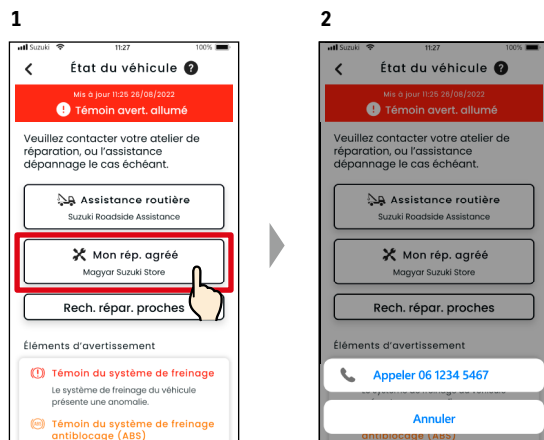 1
Suzuki 11:27 100%
État du véhicule ?
Mis à jour 11:25 26/08/2022
! Témoin avert. allumé
Veuillez contacter votre atelier de
réparation, ou l'assistance
dépannage le cas échéant.
Assistance routière
Suzuki Roadside Assistance
Mon rép. agréé
Magyar Suzuki Store
Rech. répar. proches
Éléments d'avertissement
Témoin du système de freinage
Le système de freinage du véhicule
présente une anomalie.
Témoin du système de freinage
antiblocage (ABS)
2
Suzuki 11:27 100%
État du véhicule ?
Mis à jour 11:25 26/08/2022
! Témoin avert. allumé
Veuillez contacter votre atelier de
réparation, ou l'assistance
dépannage le cas échéant.
Assistance routière
Suzuki Roadside Assistance
Mon rép. agréé
Magyar Suzuki Store
Rech. répar. proches
Éléments d'avertissement
Appeler 06 1234 5467
Annuler
antiblocage (ABS)